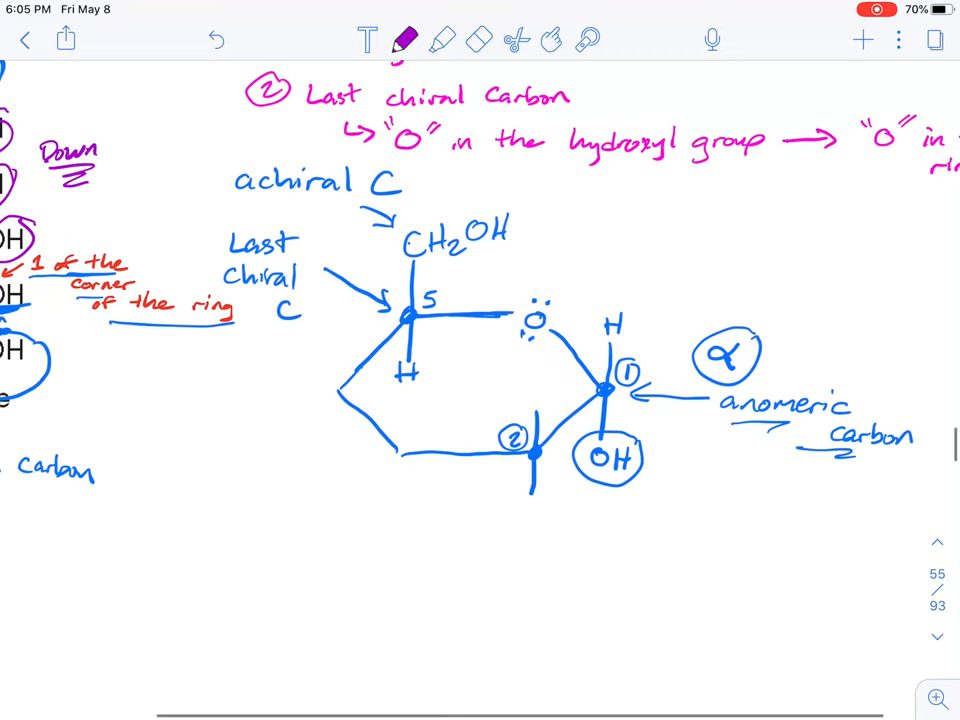 6:05 PM Fri May 8
70%
T
② Last chiral Carbon
↳ "O" in the hydroxyl group → "O" in
Down
achiral C
OH
CH₂OH
1 of the
corner
of the ring
Last
chiral
C
5
OH
O
H
H
①
α
anomeric
carbon
②
OH
OH
Carbon
55
/
93